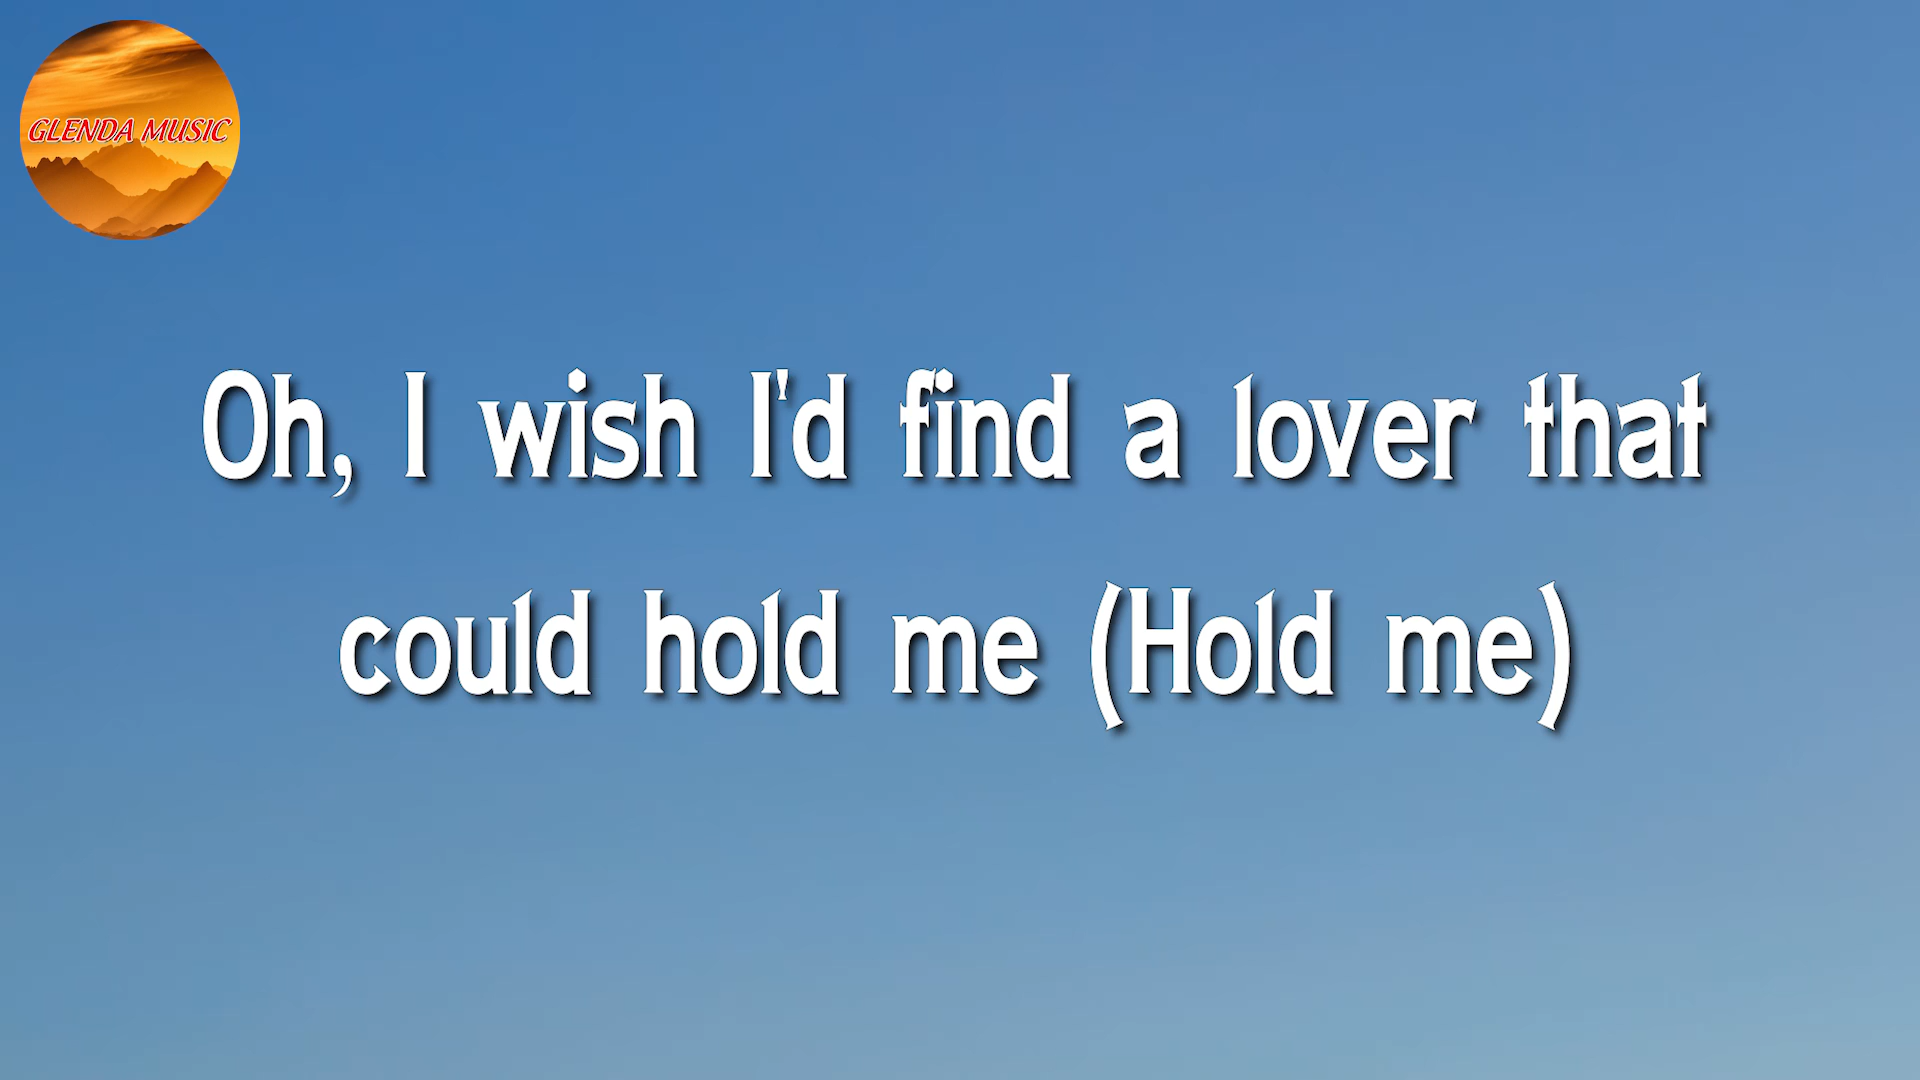 GLENDA MUSIC
Oh, I wish I'd find a lover that
could hold me (Hold me)